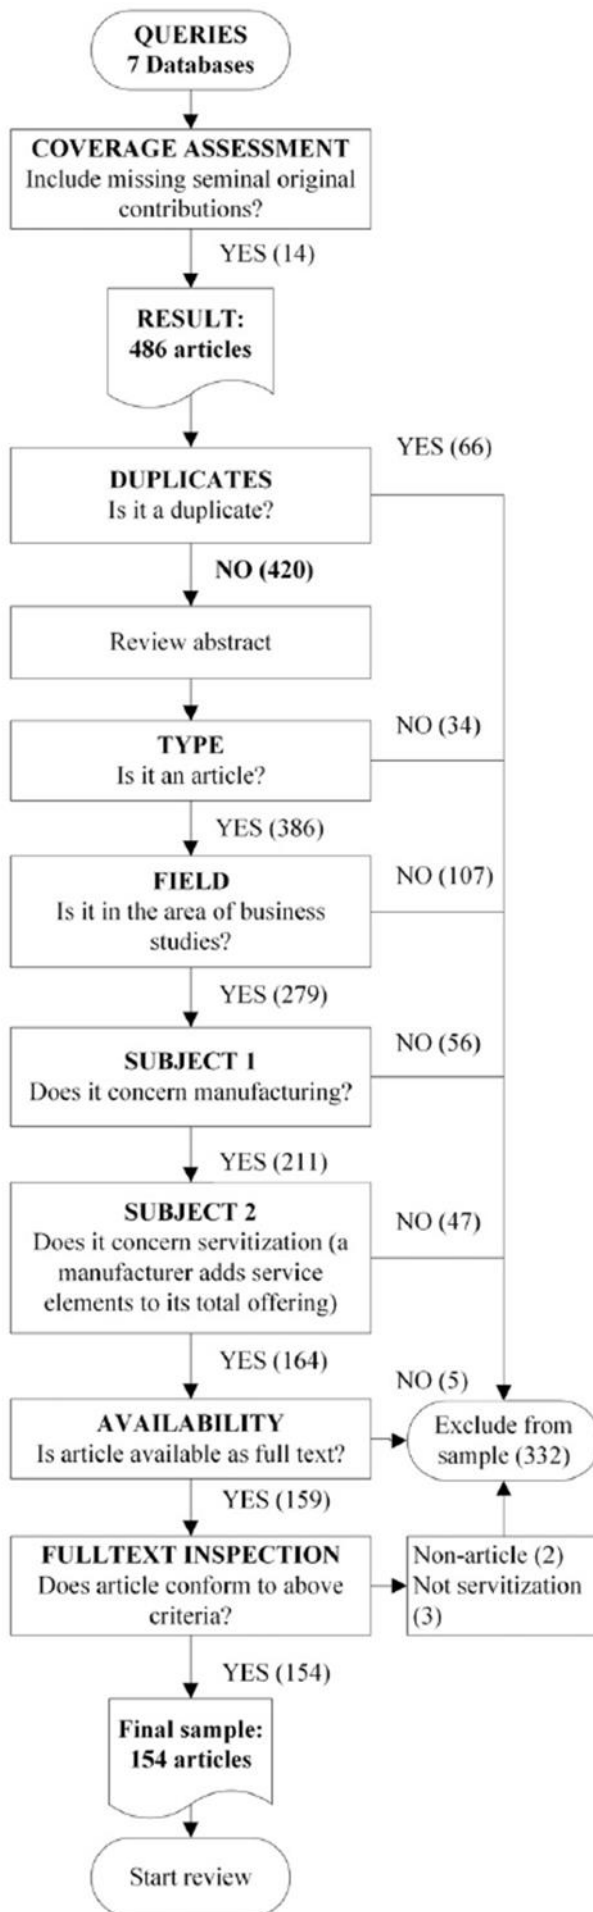 QUERIES
7 Databases
COVERAGE ASSESSMENT
Include missing seminal original
contributions?
YES (14)
RESULT:
486 articles
YES (66)
DUPLICATES
Is it a duplicate?
NO (420)
Review abstract
NO (34)
TYPE
Is it an article?
YES (386)
NO (107)
FIELD
Is it in the area of business
studies?
YES (279)
NO (56)
SUBJECT 1
Does it concern manufacturing?
YES (211)
NO (47)
SUBJECT 2
Does it concern servitization (a
manufacturer adds service
elements to its total offering)
YES (164)
NO (5)
AVAILABILITY
Is article available as full text?
Exclude from
sample (332)
YES (159)
FULLTEXT INSPECTION
Does article conform to above
criteria?
Non-article (2)
Not servitization
(3)
YES (154)
Final sample:
154 articles
Start review